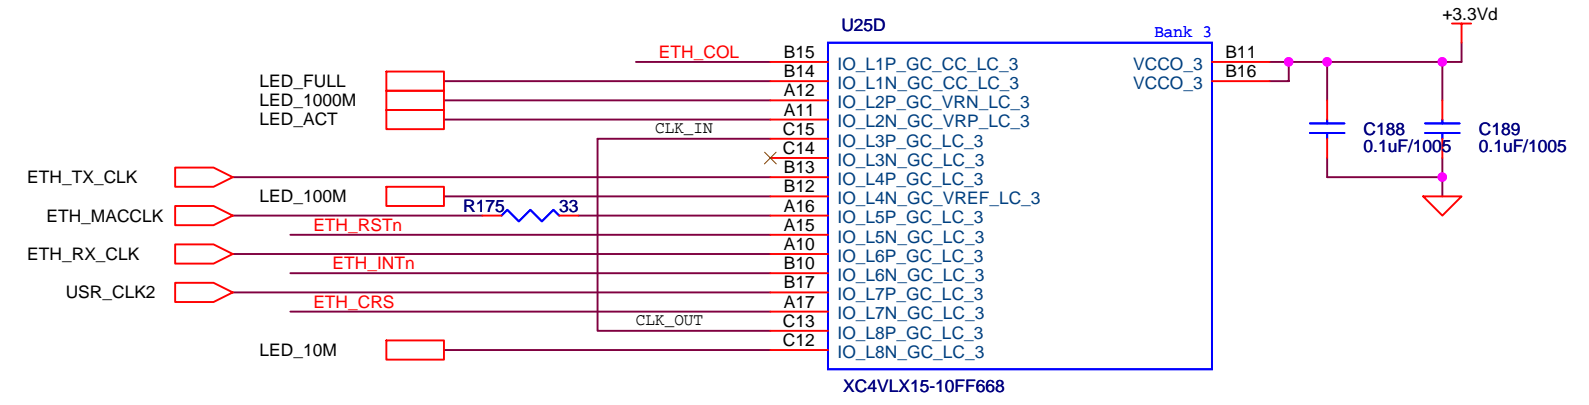 +3.3Vd
U25D
Bank 3
ETH_COL B15 IO_L1P_GC_CC_LC_3 VCCO_3 B11
LED_FULL B14 IO_L1N_GC_CC_LC_3 VCCO_3 B16
LED_1000M A12 IO_L2P_GC_VRN_LC_3
LED_ACT A11 IO_L2N_GC_VRP_LC_3
CLK_IN C15 IO_L3P_GC_LC_3
C14 IO_L3N_GC_LC_3
C188 0.1uF/1005
C189 0.1uF/1005
ETH_TX_CLK B13 IO_L4P_GC_LC_3
LED_100M B12 IO_L4N_GC_VREF_LC_3
ETH_MACCLK R175 33 A16 IO_L5P_GC_LC_3
ETH_RSTn A15 IO_L5N_GC_LC_3
ETH_RX_CLK A10 IO_L6P_GC_LC_3
ETH_INTn B10 IO_L6N_GC_LC_3
USR_CLK2 B17 IO_L7P_GC_LC_3
ETH_CRS A17 IO_L7N_GC_LC_3
CLK_OUT C13 IO_L8P_GC_LC_3
LED_10M C12 IO_L8N_GC_LC_3
XC4VLX15-10FF668